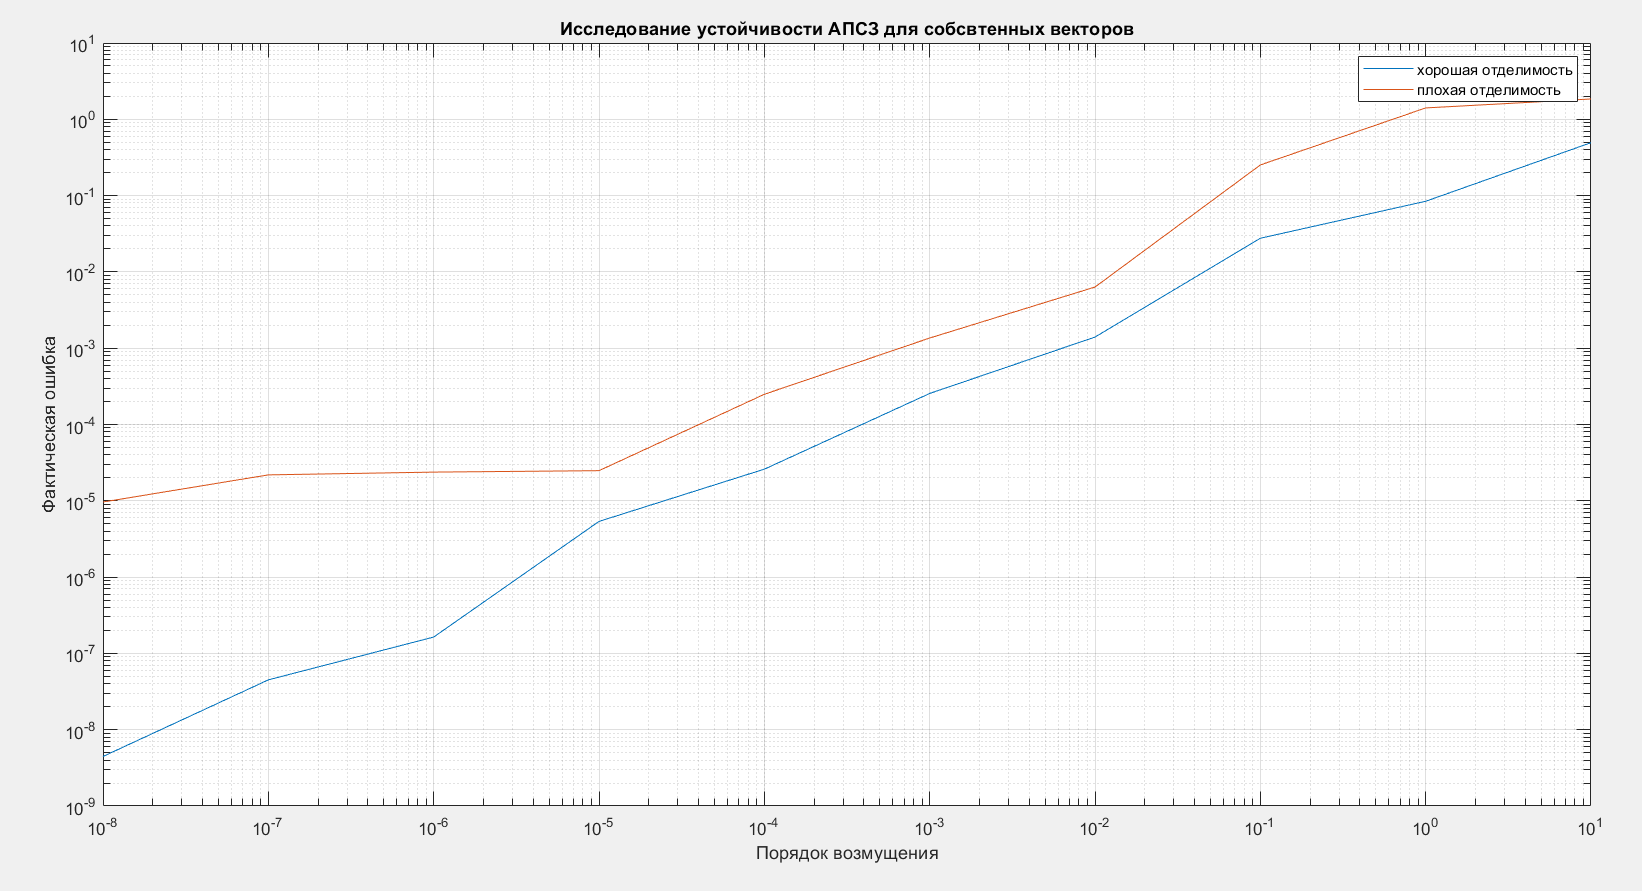 Исследование устойчивости АПСЗ для собсвтенных векторов
хорошая отделимость
плохая отделимость
Фактическая ошибка
10^1
10^0
10^-1
10^-2
10^-3
10^-4
10^-5
10^-6
10^-7
10^-8
10^-9
10^-8 10^-7 10^-6 10^-5 10^-4 10^-3 10^-2 10^-1 10^0 10^1
Порядок возмущения